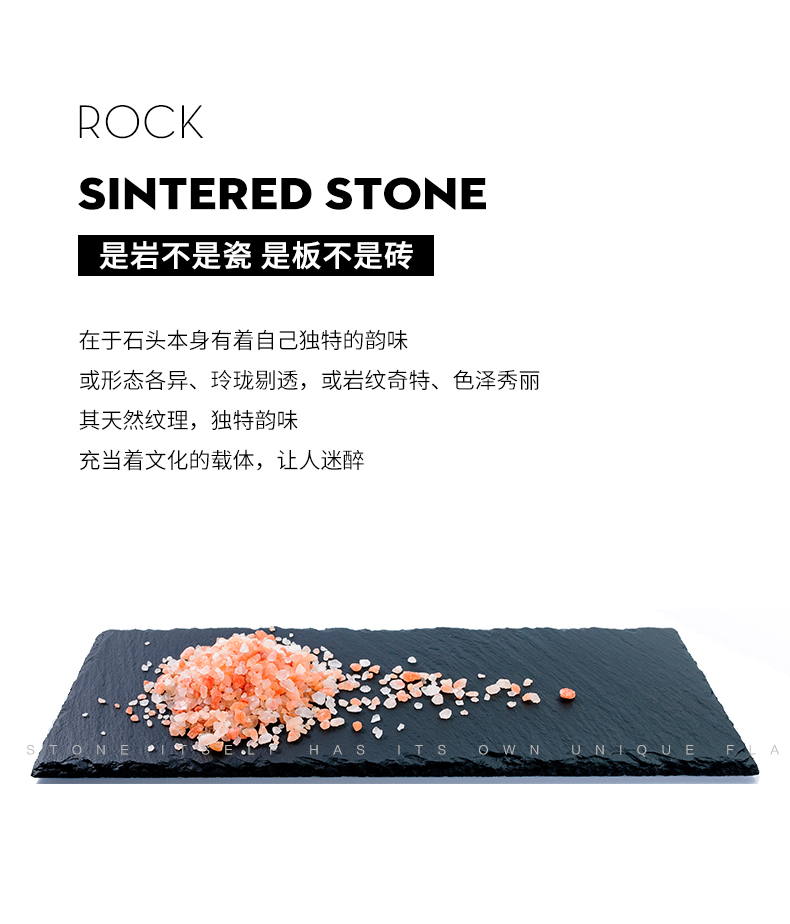 ROCK
SINTERED STONE
是岩不是瓷 是板不是砖
在于石头本身有着自己独特的韵味
或形态各异、玲珑剔透，或岩纹奇特、色泽秀丽
其天然纹理，独特韵味
充当着文化的载体，让人迷醉
STONE ITSELF HAS ITS OWN UNIQUE FLA